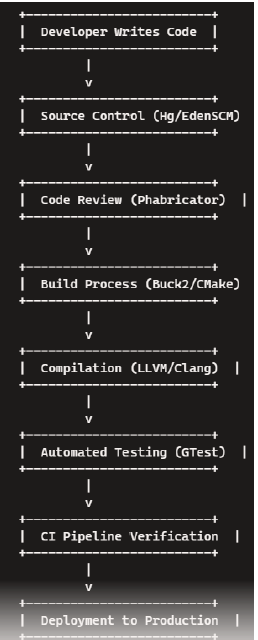 +-------------------------+
|  Developer Writes Code  |
+-------------------------+
|
v
+-------------------------+
|  Source Control (Hg/EdenSCM)
+-------------------------+
|
v
+-------------------------+
|  Code Review (Phabricator)  |
+-------------------------+
|
v
+-------------------------+
|  Build Process (Buck2/CMake)
+-------------------------+
|
v
+-------------------------+
|  Compilation (LLVM/Clang)  |
+-------------------------+
|
v
+-------------------------+
|  Automated Testing (GTest)  |
+-------------------------+
|
v
+-------------------------+
|  CI Pipeline Verification  |
+-------------------------+
|
v
+-------------------------+
|  Deployment to Production  |
+-------------------------+